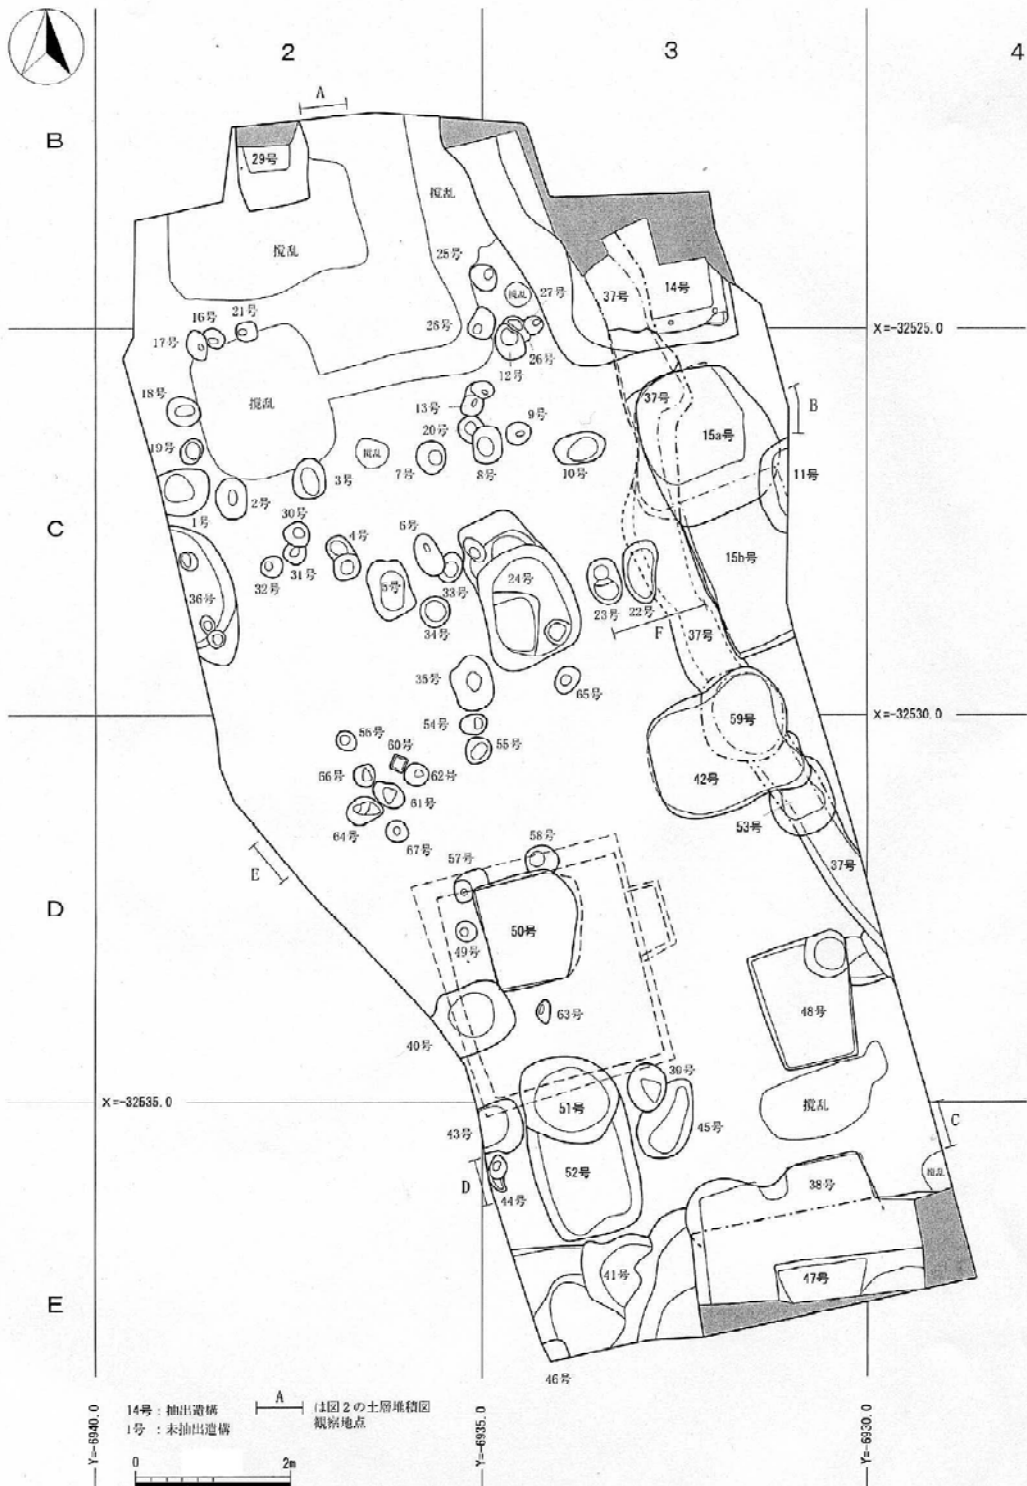 2
3
4
A
B
29号
攪乱
攪乱
25号
攪乱
27号
37号
14号
16号
21号
28号
X=-32525.0
17号
26号
12号
18号
攪乱
13号
37号
B
9号
15a号
19号
20号
攪乱
3号
7号
8号
10号
11号
2号
C
1号
30号
6号
4号
15b号
32号
31号
5号
33号
24号
36号
23号
22号
34号
F
37号
35号
65号
54号
59号
X=-32530.0
60号
55号
66号
62号
42号
61号
64号
53号
67号
58号
37号
57号
E
D
50号
49号
63号
48号
40号
39号
攪乱
51号
43号
45号
C
52号
D
38号
攪乱
44号
41号
47号
E
46号
14号 : 抽出遺構
1号 : 未抽出遺構
A
は図2の土層堆積図
観察地点
0
2m
Y=-6940.0
Y=-6935.0
Y=-6930.0